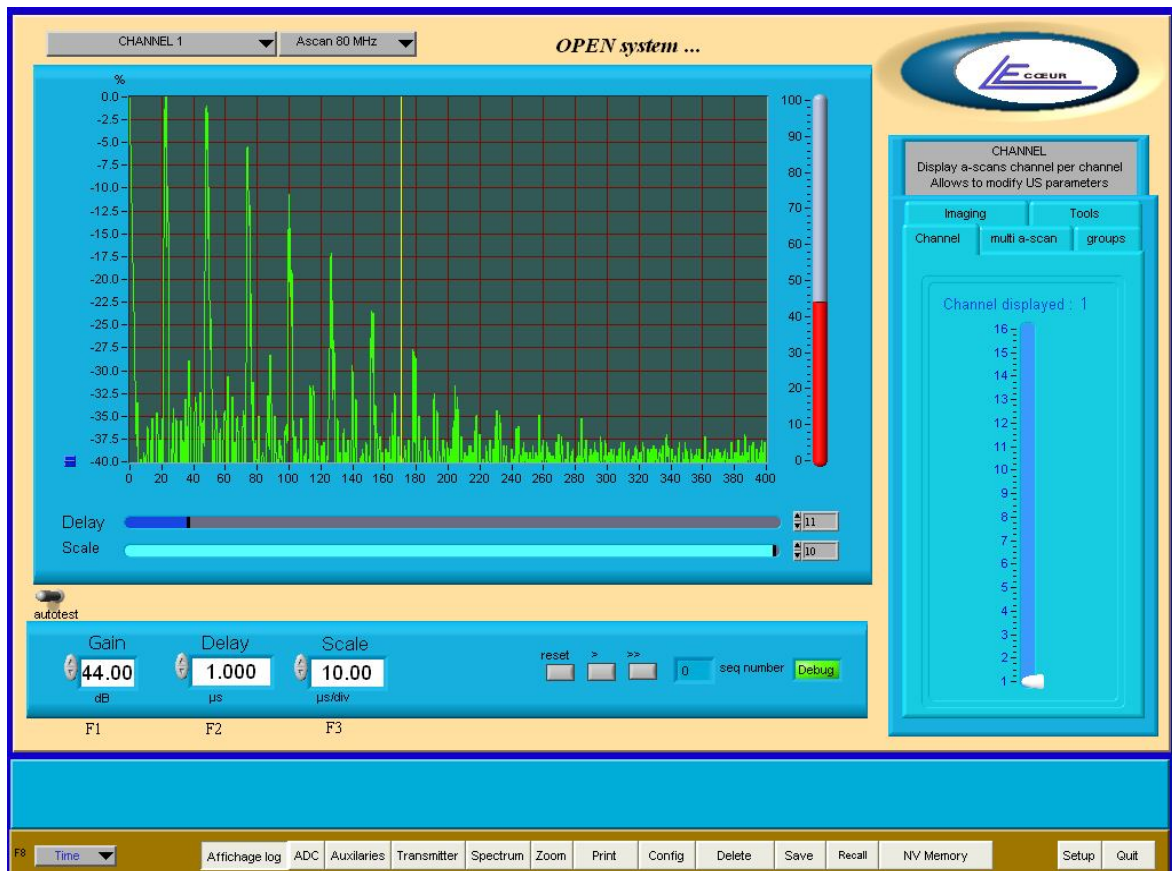 CHANNEL 1
Ascan 80 MHz
OPEN system ...
LE CŒUR
%
0.0
-2.5
-5.0
-7.5
-10.0
-12.5
-15.0
-17.5
-20.0
-22.5
-25.0
-27.5
-30.0
-32.5
-35.0
-37.5
-40.0
0 20 40 60 80 100 120 140 160 180 200 220 240 260 280 300 320 340 360 380 400
100
90
80
70
60
50
40
30
20
10
0
Delay
11
Scale
10
CHANNEL
Display a-scans channel per channel
Allows to modify US parameters
Imaging Tools
Channel multi a-scan groups
Channel displayed : 1
16
15
14
13
12
11
10
9
8
7
6
5
4
3
2
1
autotest
Gain Delay Scale
44.00 1.000 10.00
dB µs µs/div
F1 F2 F3
reset > >>
0 seq number Debug
F8 Time
Affichage log ADC Auxilaries Transmitter Spectrum Zoom Print Config Delete Save Recall NV Memory Setup Quit